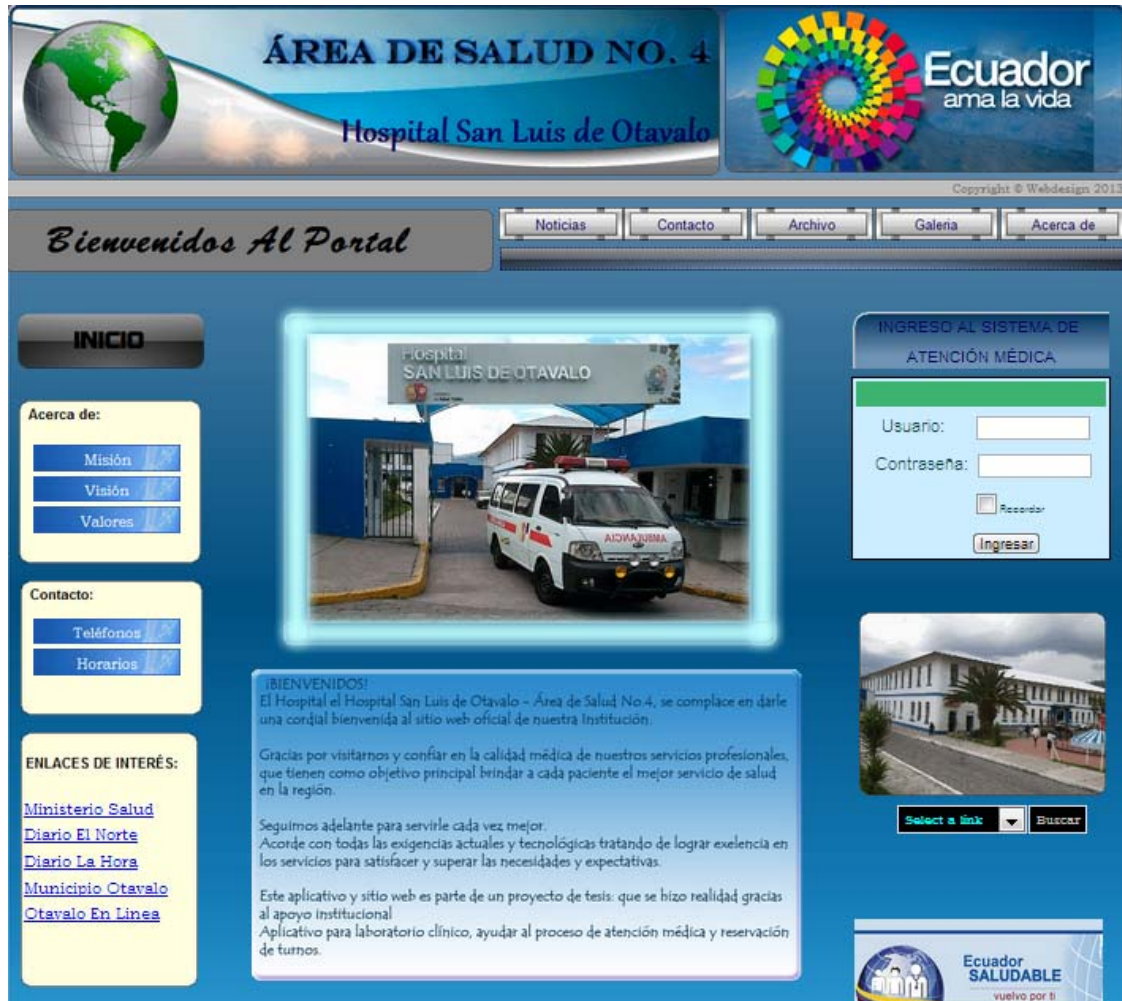 ÁREA DE SALUD NO. 4
Hospital San Luis de Otavalo
Ecuador
ama la vida
Copyright © Webdesign 2013
Bienvenidos Al Portal
Noticias
Contacto
Archivo
Galeria
Acerca de
INICIO
Acerca de:
Misión
Visión
Valores
Contacto:
Teléfonos
Horarios
ENLACES DE INTERÉS:
Ministerio Salud
Diario El Norte
Diario La Hora
Municipio Otavalo
Otavalo En Linea
Hospital
SAN LUIS DE OTAVALO
AMBULANCIA
¡BIENVENIDOS!
El Hospital el Hospital San Luis de Otavalo – Área de Salud No.4, se complace en darle
una cordial bienvenida al sitio web oficial de nuestra Institución.
Gracias por visitarnos y confiar en la calidad médica de nuestros servicios profesionales,
que tienen como objetivo principal brindar a cada paciente el mejor servicio de salud
en la región.
Seguimos adelante para servirle cada vez mejor.
Acorde con todas las exigencias actuales y tecnológicas tratando de lograr exelencia en
los servicios para satisfacer y superar las necesidades y expectativas.
Este aplicativo y sitio web es parte de un proyecto de tesis: que se hizo realidad gracias
al apoyo institucional
Aplicativo para laboratorio clínico, ayudar al proceso de atención médica y reservación
de turnos.
INGRESO AL SISTEMA DE
ATENCIÓN MÉDICA
Usuario:
Contraseña:
Recordar
Ingresar
Select a link
Buscar
Ecuador
SALUDABLE
vuelvo por ti